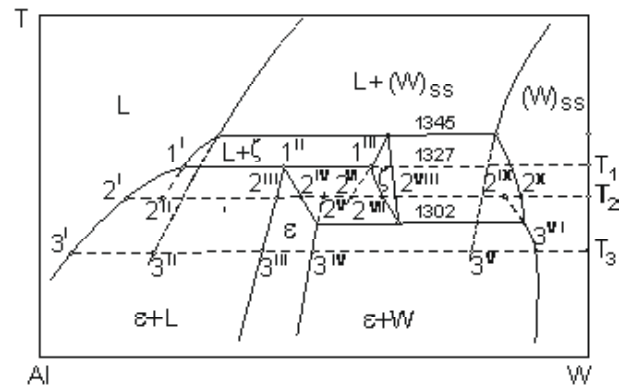 T
L
L+(W)ss
(W)ss
1345
1' L+ζ 1'' 1''' 1327 T₁
2' 2'' 2''' 2ᴵⱽ 2ⱽᴵ ζ 2ⱽᴵᴵᴵ 2ᴵˣ 2ˣ T₂
2ⱽ 2ⱽᴵᴵ 1302
ε
3' 3'' 3''' 3ᴵⱽ 3ⱽ 3ⱽᴵ T₃
ε+L ε+W
Al W